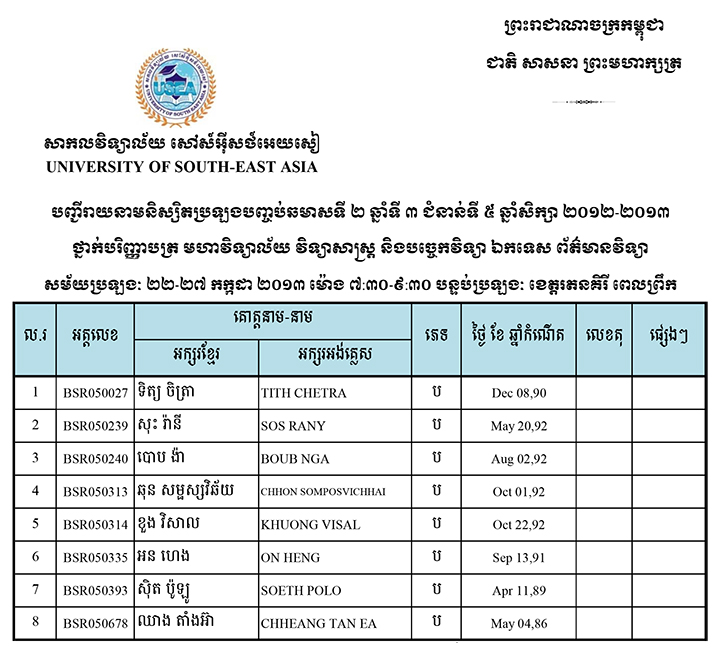 ព្រះរាជាណាចក្រកម្ពុជា
ជាតិ សាសនា ព្រះមហាក្សត្រ
USEA
UNIVERSITY OF SOUTH-EAST ASIA
សាកលវិទ្យាល័យ សៅស៍អ៊ីសថ៍អេយសៀ
UNIVERSITY OF SOUTH-EAST ASIA
បញ្ជីរាយនាមនិស្សិតប្រឡងបញ្ចប់ឆមាសទី ២ ឆ្នាំទី ៣ ជំនាន់ទី ៥ ឆ្នាំសិក្សា ២០១២-២០១៣
ថ្នាក់បរិញ្ញាបត្រ មហាវិទ្យាល័យ វិទ្យាសាស្ត្រ និងបច្ចេកវិទ្យា ឯកទេស ព័ត៌មានវិទ្យា
សម័យប្រឡង: ២២-២៧ កក្កដា ២០១៣ ម៉ោង ៧:៣០-៩:៣០ បន្ទប់ប្រឡង: ខេត្តរតនគិរី ពេលព្រឹក
ល.រ អត្តលេខ គោត្តនាម-នាម ភេទ ថ្ងៃ ខែ ឆ្នាំកំណើត លេខតុ ផ្សេងៗ
អក្សរខ្មែរ អក្សរអង់គ្លេស
1 BSR050027 ទិត្យ ចិត្រា TITH CHETRA ប Dec 08,90
2 BSR050239 សុះ រ៉ានី SOS RANY ប May 20,92
3 BSR050240 បោប ង៉ា BOUB NGA ប Aug 02,92
4 BSR050313 ឆុន សម្ផស្សវិឆ័យ CHHON SOMPOSVICHHAI ប Oct 01,92
5 BSR050314 ខួង វិសាល KHUONG VISAL ប Oct 22,92
6 BSR050335 អន ហេង ON HENG ប Sep 13,91
7 BSR050393 ស៊ិត ប៉ូឡូ SOETH POLO ប Apr 11,89
8 BSR050678 ឈាង តាំងអ៊ា CHHEANG TAN EA ប May 04,86